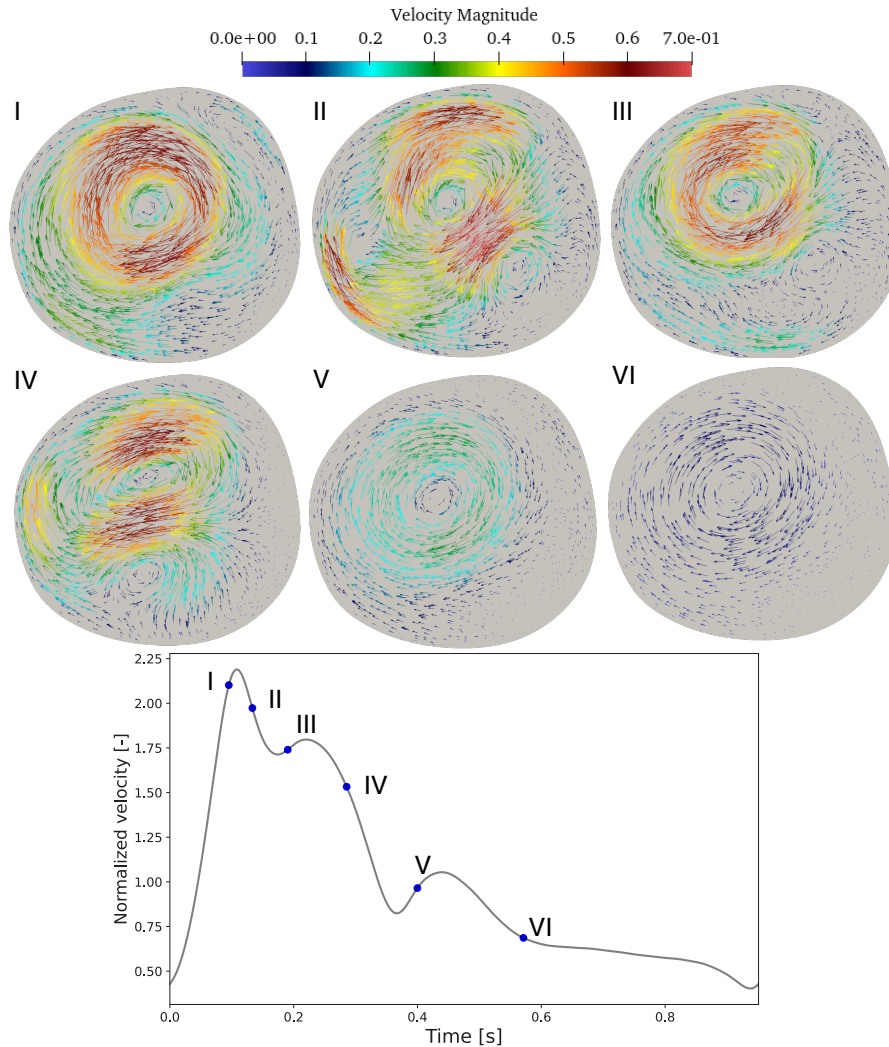 Velocity Magnitude
0.0e+00 0.1 0.2 0.3 0.4 0.5 0.6 7.0e-01
I II III
IV V VI
2.25
2.00
1.75
1.50
1.25
1.00
0.75
0.50
Normalized velocity [-]
I
II
III
IV
V
VI
0.0 0.2 0.4 0.6 0.8
Time [s]